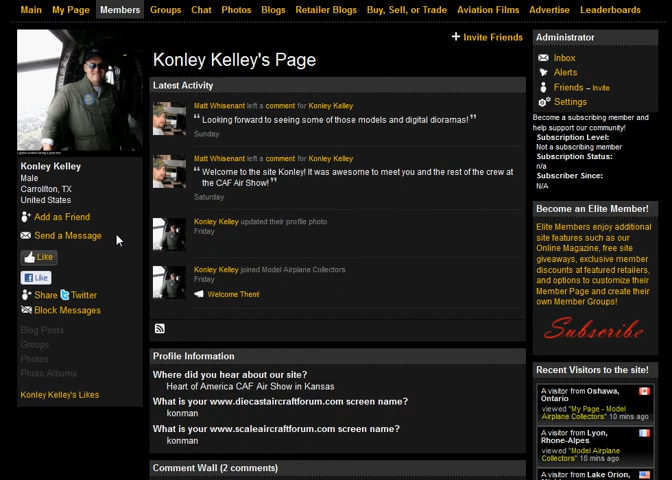 Main My Page Members Groups Chat Photos Blogs Retailer Blogs Buy, Sell, or Trade Aviation Films Advertise Leaderboards
Konley Kelley
Male
Carrollton, TX
United States
Add as Friend
Send a Message
Like
Like
Share Twitter
Block Messages
Blog Posts
Groups
Photos
Photo Albums
Konley Kelley's Likes
Invite Friends
Konley Kelley's Page
Latest Activity
Matt Whisenant left a comment for Konley Kelley
“ Looking forward to seeing some of those models and digital dioramas! ”
Sunday
Matt Whisenant left a comment for Konley Kelley
“ Welcome to the site Konley! It was awesome to meet you and the rest of the crew at
the CAF Air Show! ”
Saturday
Konley Kelley updated their profile photo
Friday
Konley Kelley joined Model Airplane Collectors
Friday
Welcome Them!
Profile Information
Where did you hear about our site?
Heart of America CAF Air Show in Kansas
What is your www.diecastaircraftforum.com screen name?
konman
What is your www.scaleaircraftforum.com screen name?
konman
Comment Wall (2 comments)
Administrator
Inbox
Alerts
Friends – Invite
Settings
Become a subscribing member and
help support our community!
Subscription Level:
Not a subscribing member
Subscription Status:
n/a
Subscriber Since:
N/A
Become an Elite Member!
Elite Members enjoy additional
site features such as our
Online Magazine, free site
giveaways, exclusive member
discounts at featured retailers,
and options to customize their
Member Page and create their
own Member Groups!
Subscribe
Recent Visitors to the site!
A visitor from Oshawa,
Ontario
viewed "My Page - Model
Airplane Collectors" 10 mins ago
A visitor from Lyon,
Rhone-Alpes
viewed "Model Airplane
Collectors" 18 mins ago
A visitor from Lake Orion,